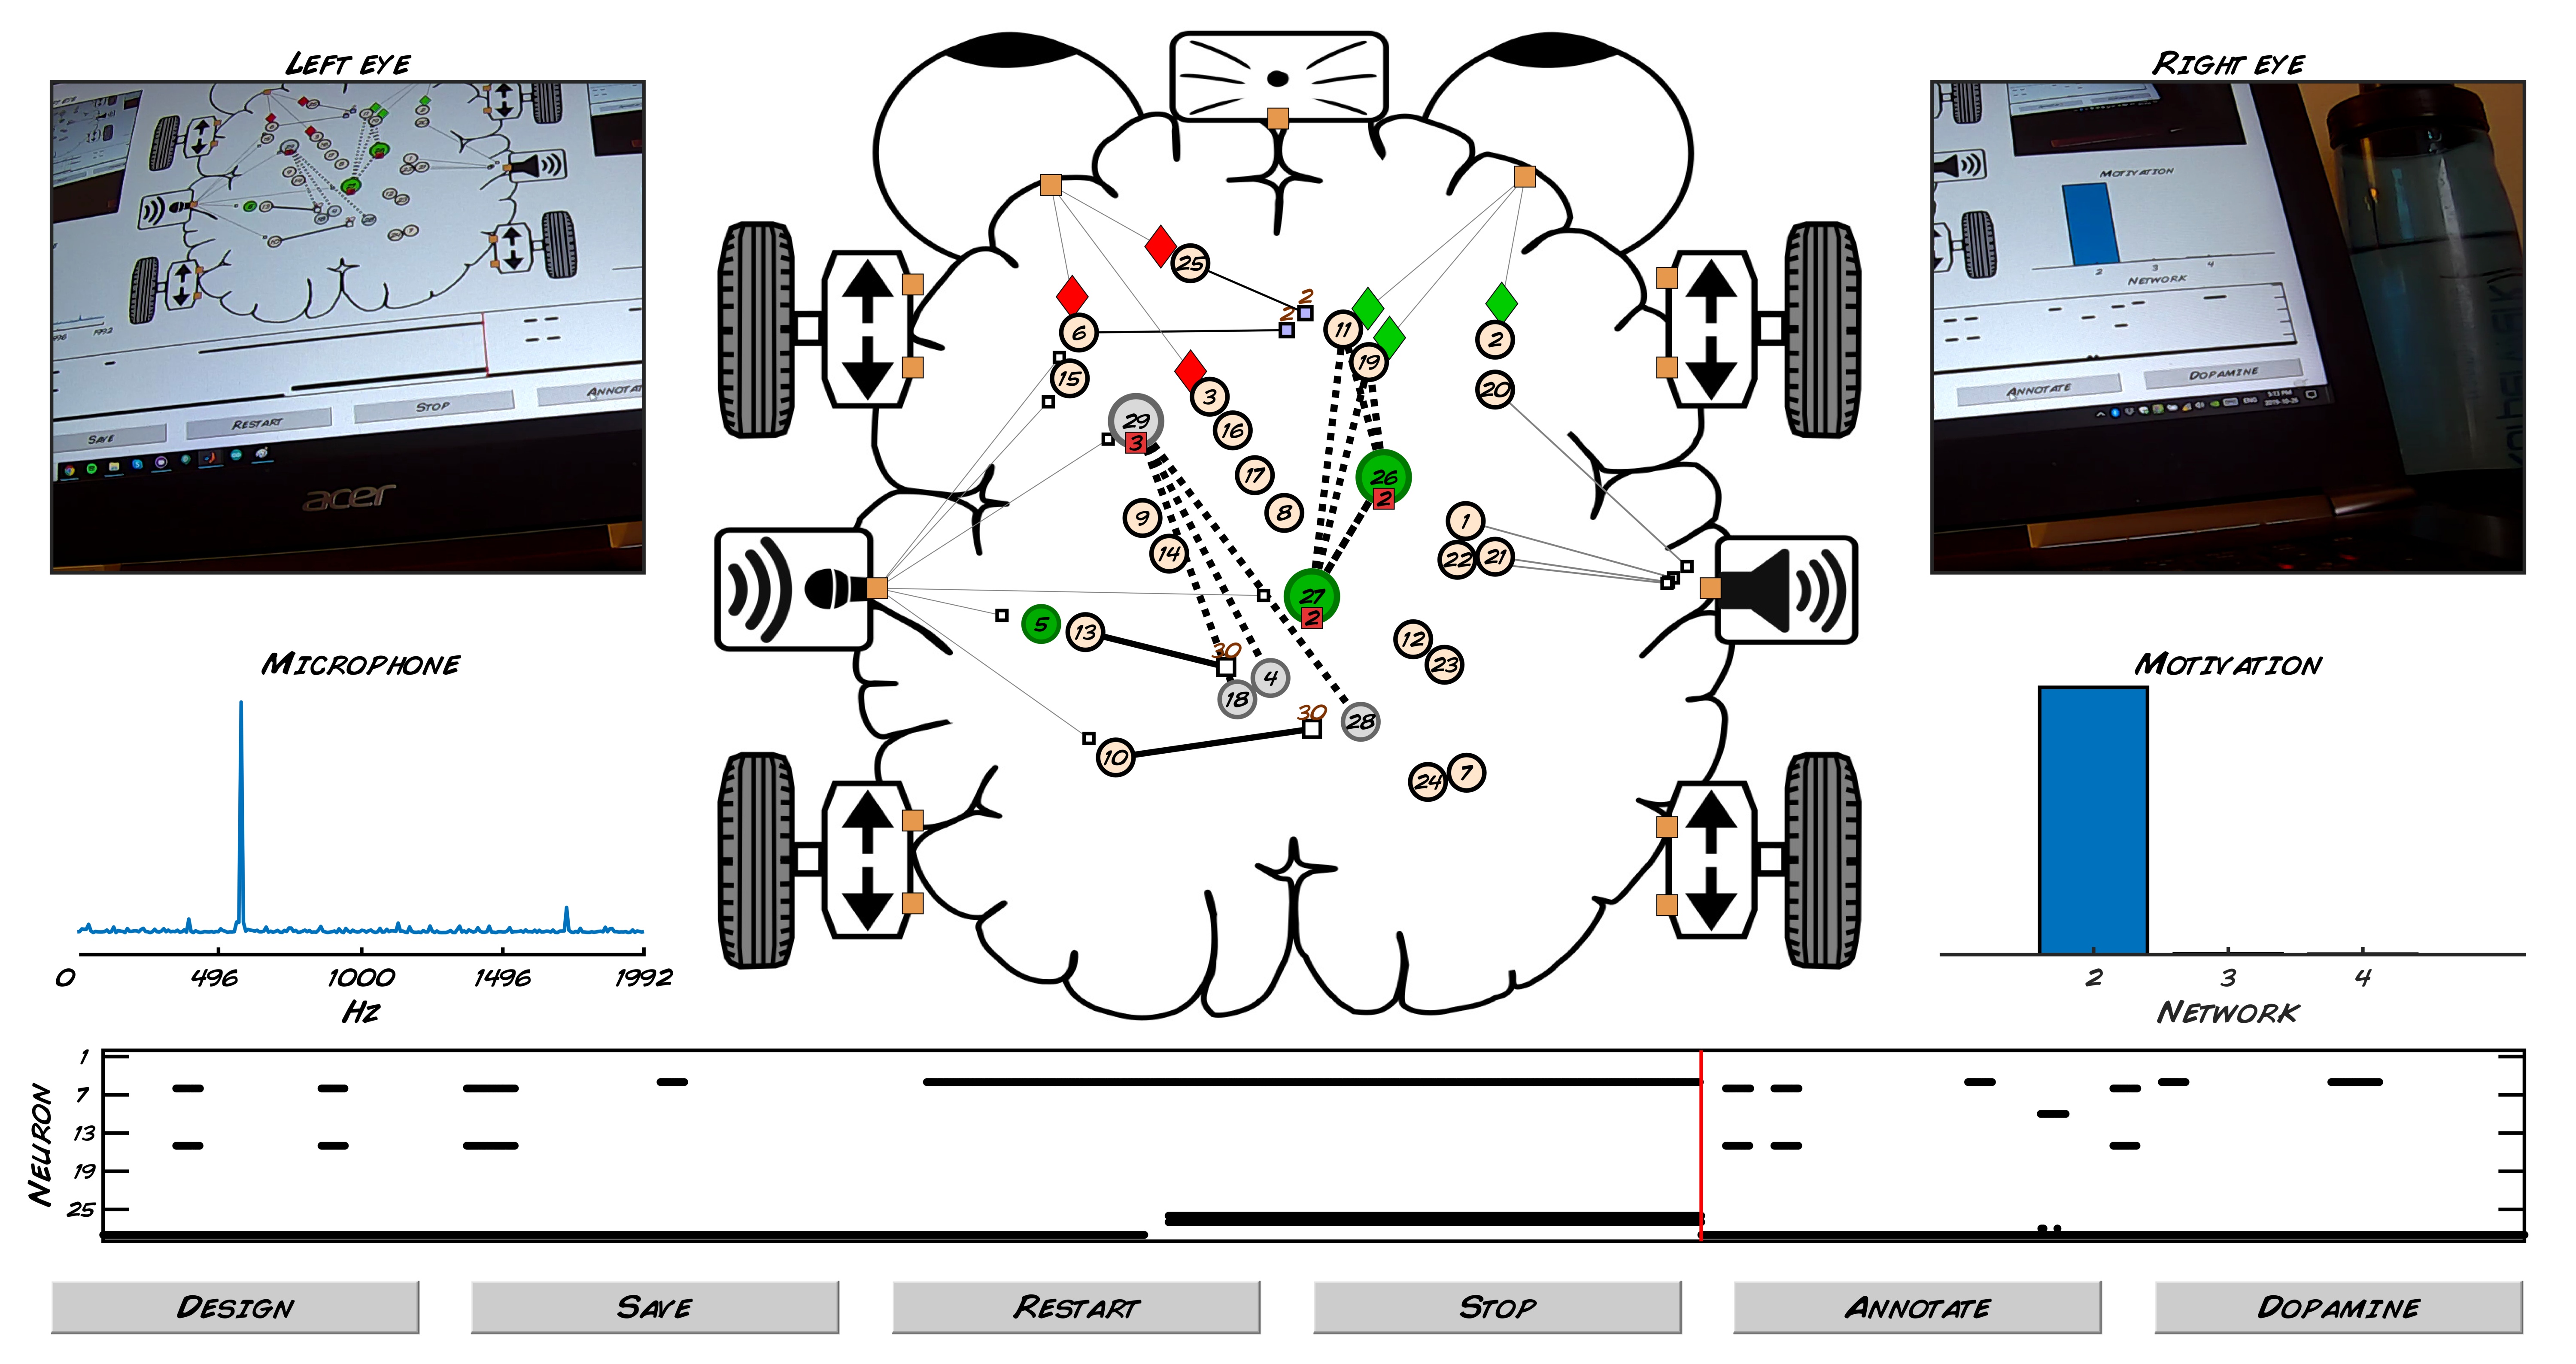 Left eye
Right eye
25
2
2
6
11
2
19
15
3
20
29
3
16
17
26
2
9
8
1
14
22
21
27
2
5
13
12
30
23
4
18
30
28
10
24
7
Microphone
0
496
1000
1496
1992
Hz
Motivation
2
3
4
Network
Neuron
1
7
13
19
25
Design
Save
Restart
Stop
Annotate
Dopamine
Save
Restart
Stop
Annotat
acer
Motivation
2
3
4
Network
Annotate
Dopamine